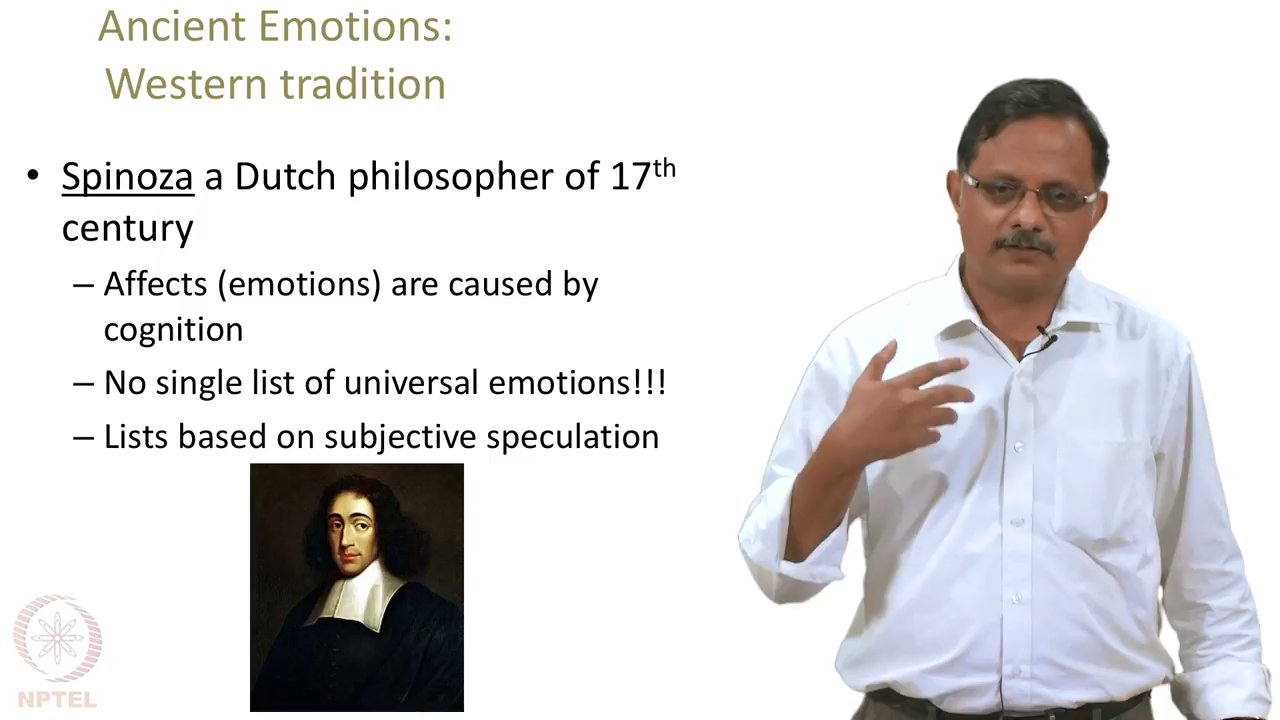 Ancient Emotions:
Western tradition
• Spinoza a Dutch philosopher of 17th
century
– Affects (emotions) are caused by
cognition
– No single list of universal emotions!!!
– Lists based on subjective speculation
NPTEL